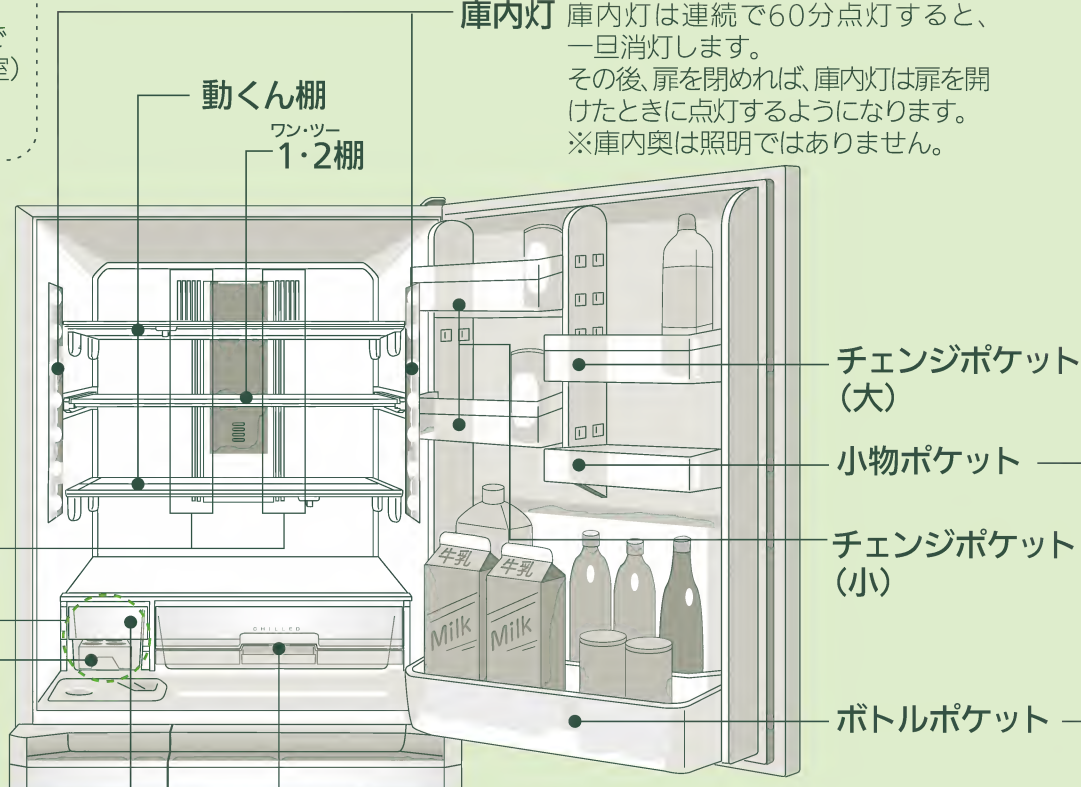 で
室)
庫内灯
庫内灯は連続で60分点灯すると、
一旦消灯します。
その後、扉を閉めれば、庫内灯は扉を開
けたときに点灯するようになります。
※庫内奥は照明ではありません。
動くん棚
ワン・ツー
1・2棚
チェンジポケット
(大)
小物ポケット
チェンジポケット
(小)
牛乳
牛乳
Milk
Milk
CHILLED
ボトルポケット